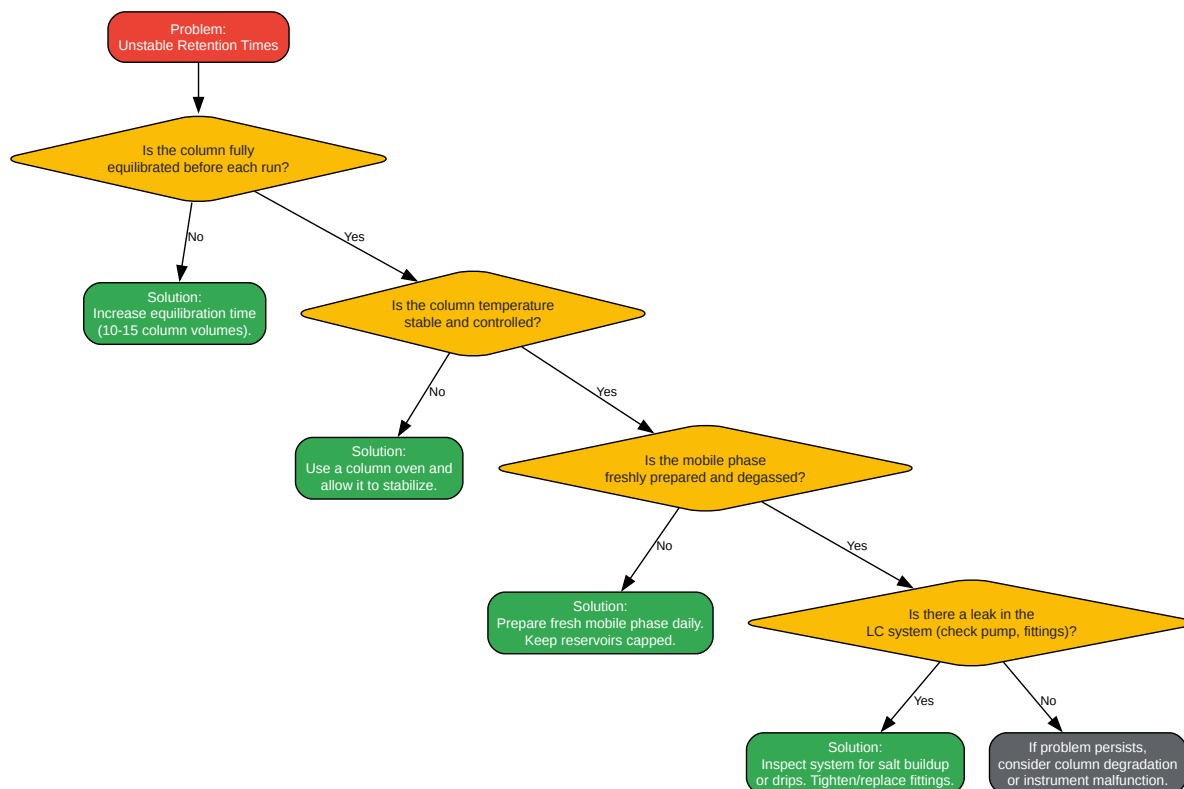 Problem:
Unstable Retention Times
Is the column fully
equilibrated before each run?
No
Yes
Solution:
Increase equilibration time
(10-15 column volumes).
Is the column temperature
stable and controlled?
No
Yes
Solution:
Use a column oven and
allow it to stabilize.
Is the mobile phase
freshly prepared and degassed?
No
Yes
Solution:
Prepare fresh mobile phase daily.
Keep reservoirs capped.
Is there a leak in the
LC system (check pump, fittings)?
Yes
No
Solution:
Inspect system for salt buildup
or drips. Tighten/replace fittings.
If problem persists,
consider column degradation
or instrument malfunction.